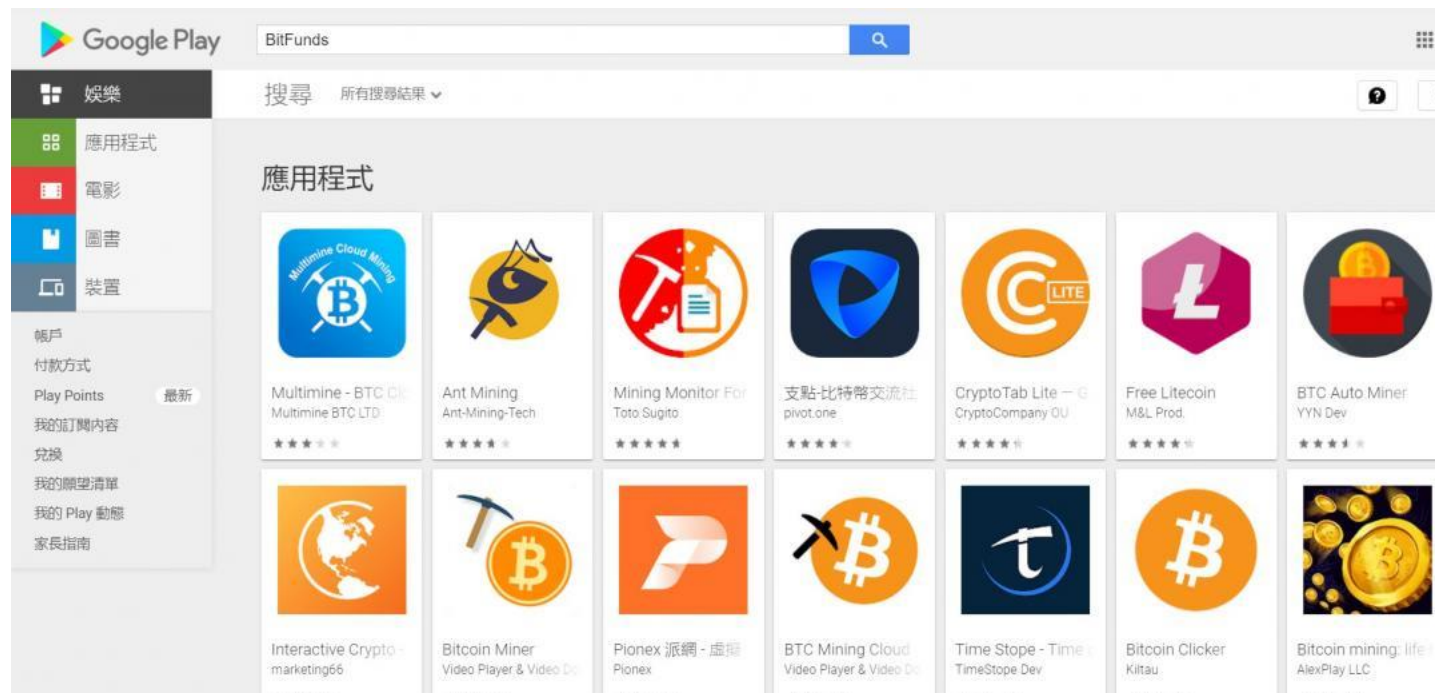 Google Play
BitFunds
娛樂
搜尋
所有搜尋結果
應用程式
電影
圖書
裝置
帳戶
付款方式
Play Points
最新
我的訂閱內容
兌換
我的願望清單
我的 Play 動態
家長指南
應用程式
Multimine Cloud Mining
LITE
Multimine - BTC
Multimine BTC LTD
Ant Mining
Ant-Mining-Tech
Mining Monitor For
Toto Sugito
支點-比特幣交流社
pivot.one
CryptoTab Lite — G
CryptoCompany OU
Free Litecoin
M&L Prod.
BTC Auto Miner
YYN Dev
Interactive Crypto -
marketing66
Bitcoin Miner
Video Player & Video
Pionex 派網 - 虛擬
Pionex
BTC Mining Cloud
Video Player & Video
Time Stope - Time
TimeStope Dev
Bitcoin Clicker
Kiltau
Bitcoin mining: life
AlexPlay LLC